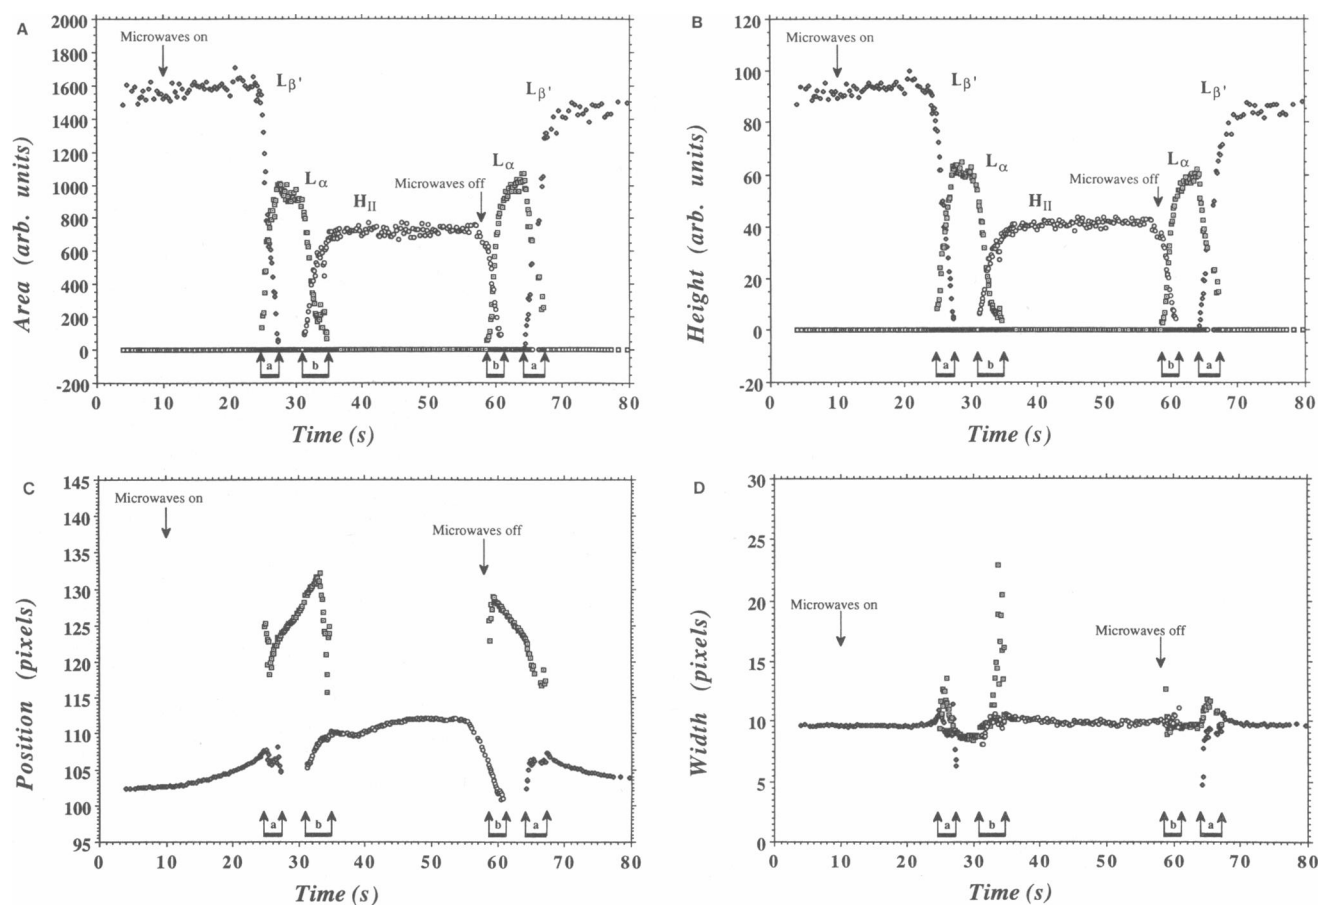 A
Microwaves on
Lβ'
Lα
HII
Microwaves off
Lα
Lβ'
Area (arb. units)
2000
1800
1600
1400
1200
1000
800
600
400
200
0
-200
a
b
b
a
0 10 20 30 40 50 60 70 80
Time (s)
B
Microwaves on
Lβ'
Lα
HII
Microwaves off
Lα
Lβ'
Height (arb. units)
120
100
80
60
40
20
0
-20
a
b
b
a
0 10 20 30 40 50 60 70 80
Time (s)
C
Microwaves on
Microwaves off
Position (pixels)
145
140
135
130
125
120
115
110
105
100
95
a
b
b
a
0 10 20 30 40 50 60 70 80
Time (s)
D
Microwaves on
Microwaves off
Width (pixels)
30
25
20
15
10
5
0
a
b
b
a
0 10 20 30 40 50 60 70 80
Time (s)